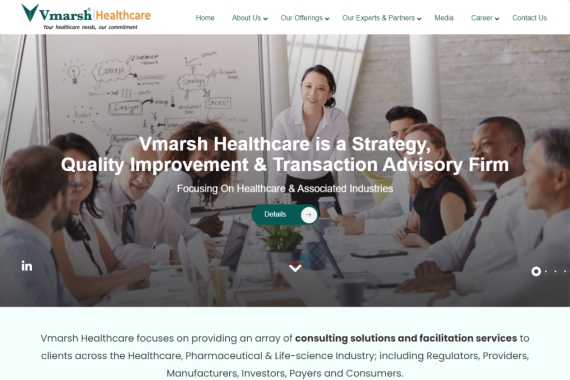 Vmarsh® Healthcare
Your healthcare needs, our commitment
Home About Us Our Offerings Our Experts & Partners Media Career Contact Us
Concept
Strategy
Design
Vmarsh Healthcare is a Strategy,
Quality Improvement & Transaction Advisory Firm
Focusing On Healthcare & Associated Industries
Details
in
Vmarsh Healthcare focuses on providing an array of consulting solutions and facilitation services to
clients across the Healthcare, Pharmaceutical & Life-science Industry; including Regulators, Providers,
Manufacturers, Investors, Payers and Consumers.